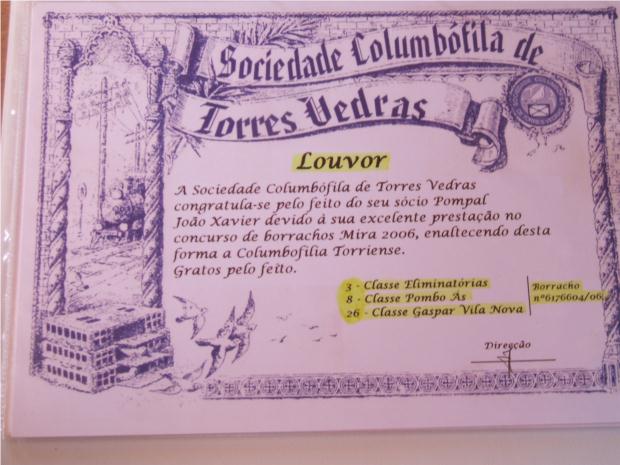 Sociedade Columbófila de
Torres Vedras
Louvor
A Sociedade Columbófila de Torres Vedras
congratula-se pelo feito do seu sócio Pompal
João Xavier devido á sua excelente prestação no
concurso de borrachos Mira 2006, enaltecendo desta
forma a Columbofilia Torriense.
Gratos pelo feito.
3 - Classe Eliminatórias
8 - Classe Pombo Ás
26 - Classe Gaspar Vila Nova
Borracho
nº6176604/06
Direcção